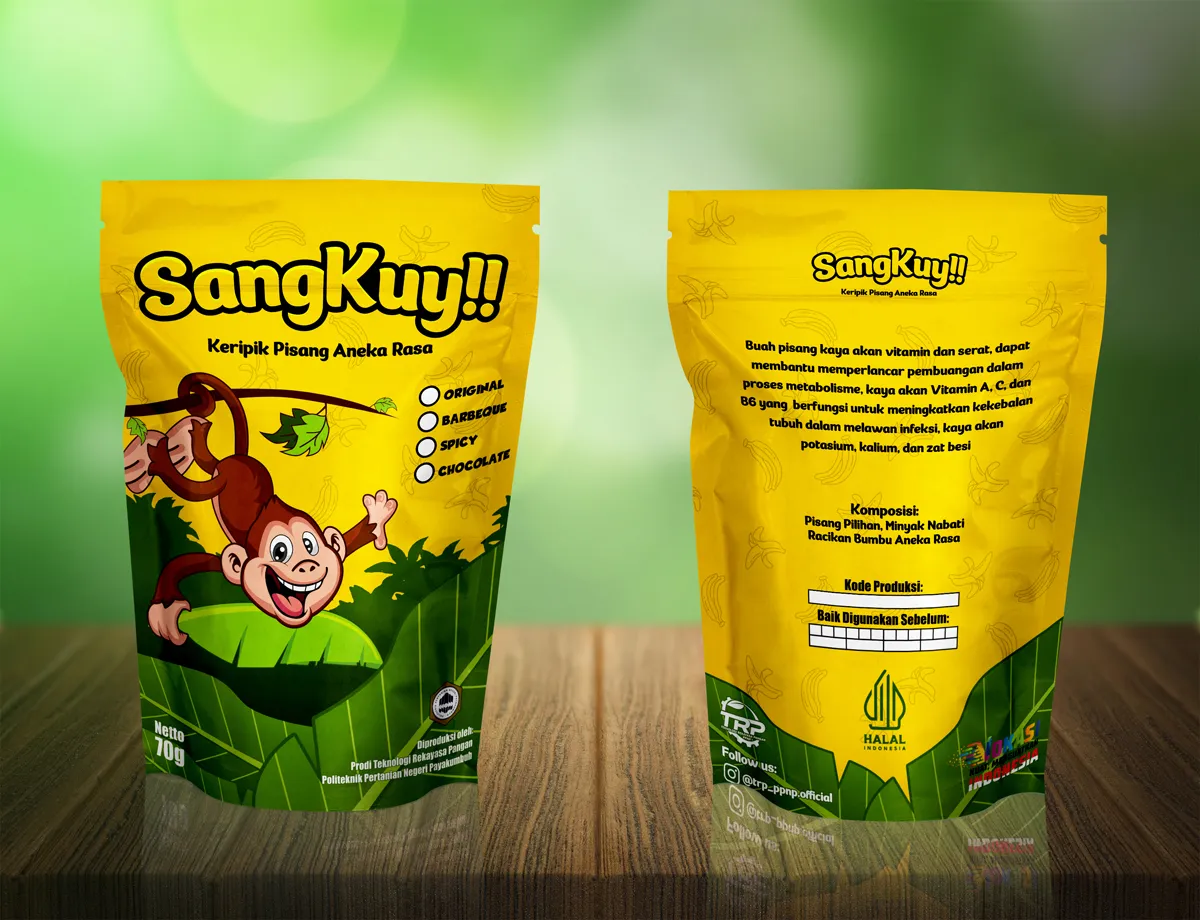 SangKuy!!
Keripik Pisang Aneka Rasa
ORIGINAL
BARBEQUE
SPICY
CHOCOLATE
Netto
70g
Diproduksi oleh:
Prodi Teknologi Rekayasa Pangan
Politeknik Pertanian Negeri Payakumbuh
SangKuy!!
Keripik Pisang Aneka Rasa
Buah pisang kaya akan vitamin dan serat, dapat
membantu memperlancar pembuangan dalam
proses metabolisme, kaya akan Vitamin A, C, dan
B6 yang berfungsi untuk meningkatkan kekebalan
tubuh dalam melawan infeksi, kaya akan
potasium, kalium, dan zat besi
Komposisi:
Pisang Pilihan, Minyak Nabati
Racikan Bumbu Aneka Rasa
Kode Produksi:
Baik Digunakan Sebelum:
HALAL
INDONESIA
TRP
Follow us:
@trp_ppnp.official
INDONESIA